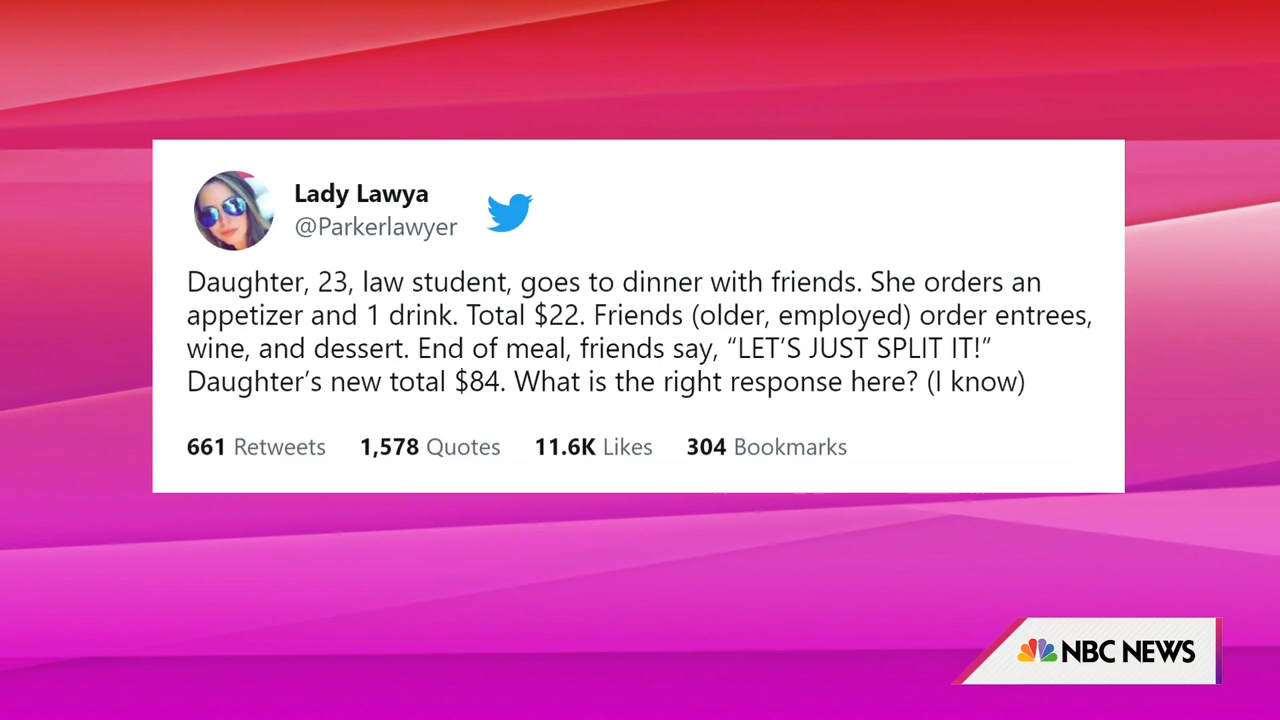 Lady Lawya
@Parkerlawyer
Daughter, 23, law student, goes to dinner with friends. She orders an
appetizer and 1 drink. Total $22. Friends (older, employed) order entrees,
wine, and dessert. End of meal, friends say, “LET’S JUST SPLIT IT!”
Daughter’s new total $84. What is the right response here? (I know)
661 Retweets 1,578 Quotes 11.6K Likes 304 Bookmarks
NBC NEWS